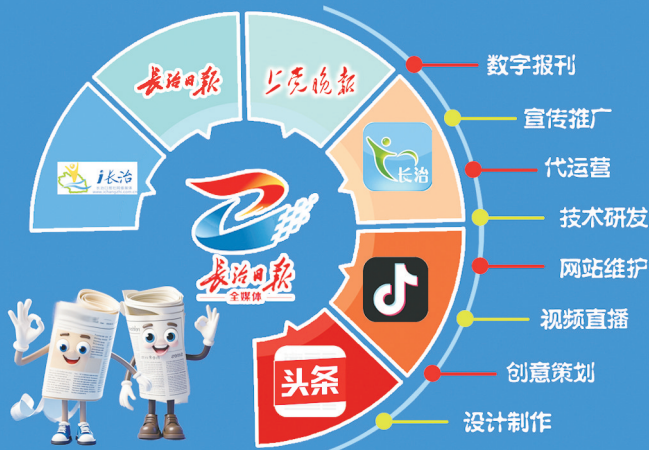 长治日报
上党晚报
i长治
长治
长治日报
全媒体
头条
数字报刊
宣传推广
代运营
技术研发
网站维护
视频直播
创意策划
设计制作